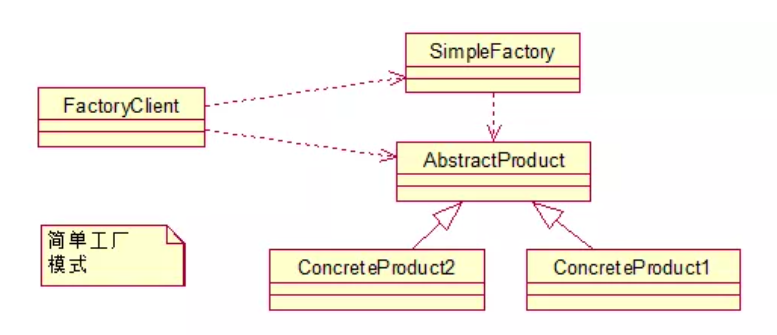 SimpleFactory
FactoryClient
AbstractProduct
简单工厂
模式
ConcreteProduct2
ConcreteProduct1